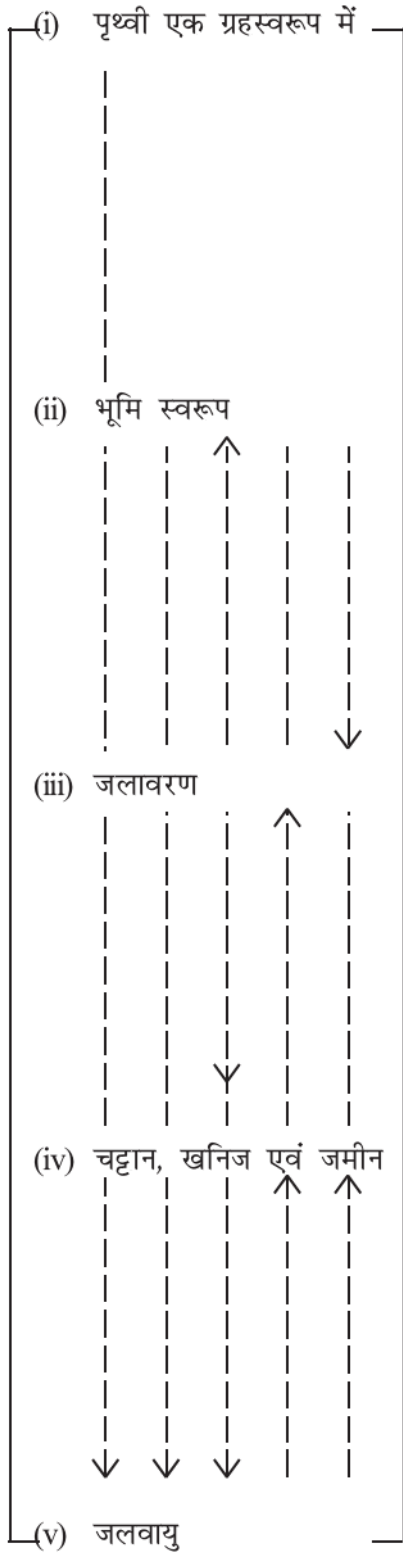 (i) पृथ्वी एक ग्रहस्वरूप में
(ii) भूमि स्वरूप
(iii) जलावरण
(iv) चट्टान, खनिज एवं जमीन
(v) जलवायु